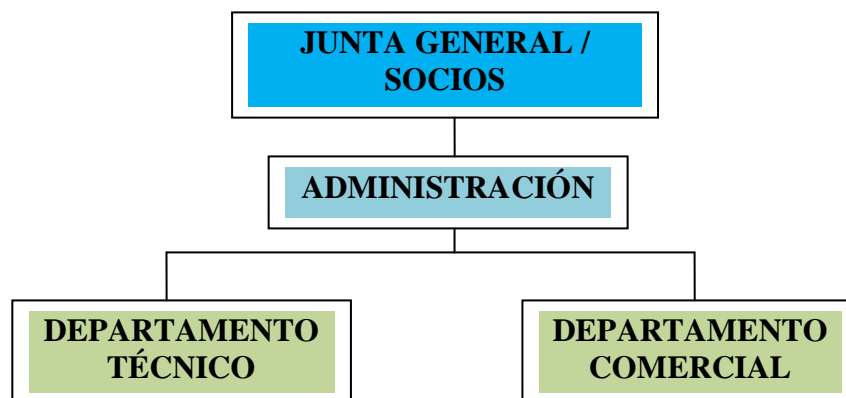 JUNTA GENERAL /
SOCIOS
ADMINISTRACIÓN
DEPARTAMENTO
TÉCNICO
DEPARTAMENTO
COMERCIAL